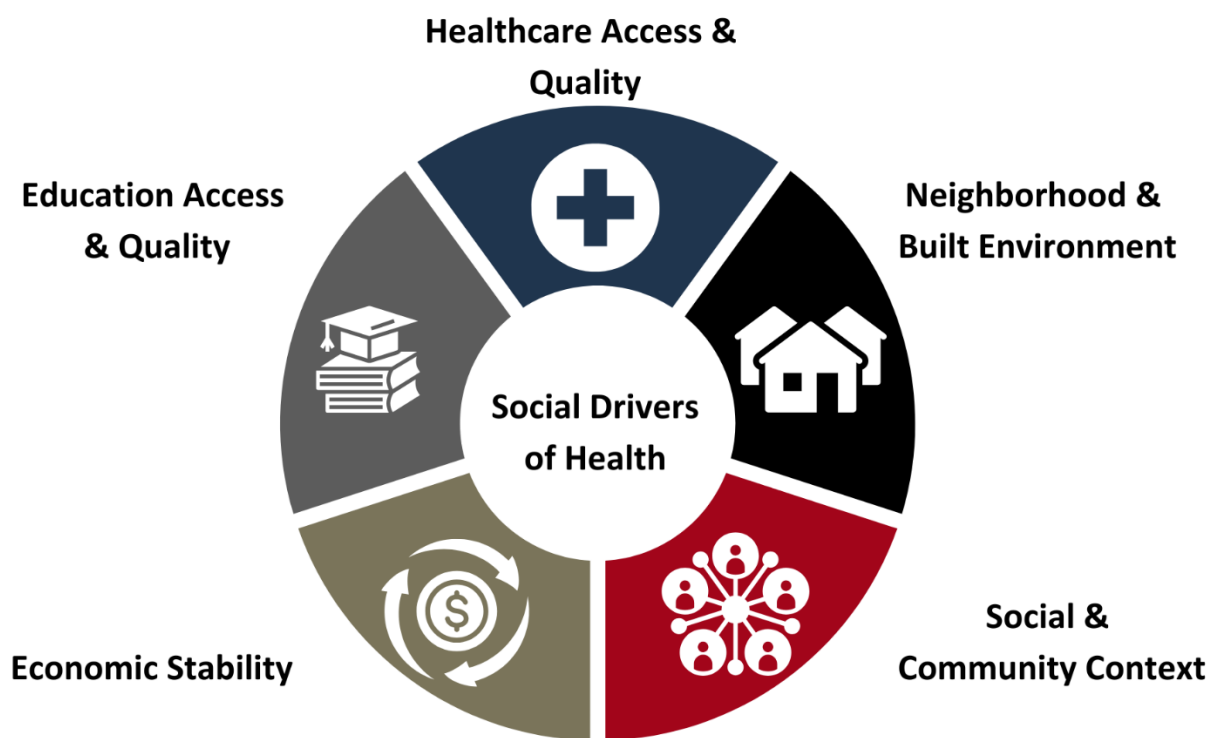 Healthcare Access &
Quality
Education Access
& Quality
Neighborhood &
Built Environment
Social Drivers
of Health
$
Economic Stability
Social &
Community Context